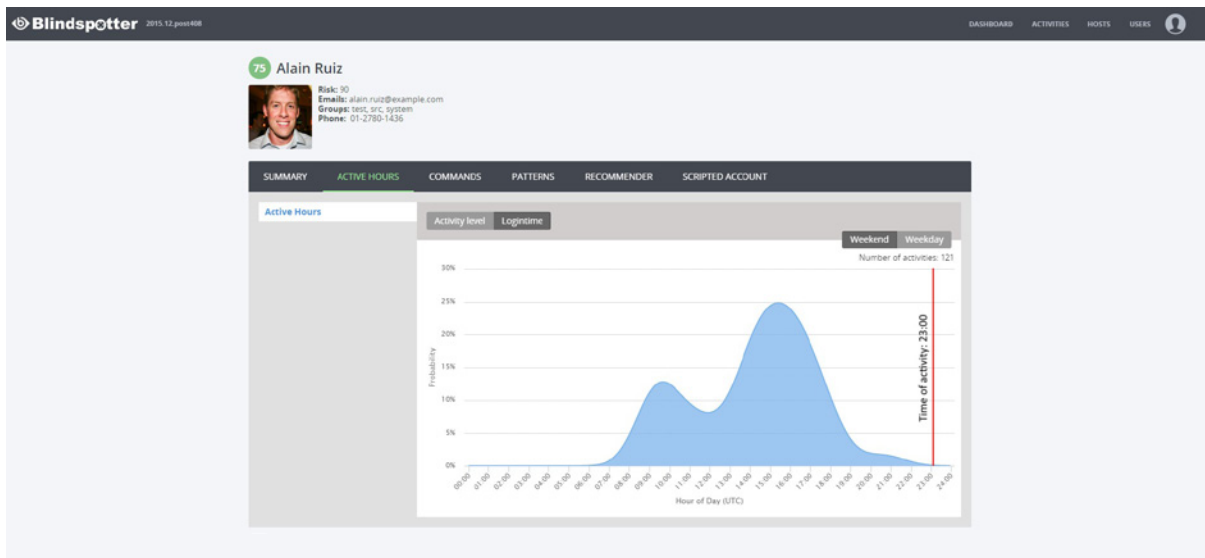 Blindspotter 2015.12.post408
DASHBOARD ACTIVITIES HOSTS USERS
75 Alain Ruiz
Risk: 90
Emails: alain.ruiz@example.com
Groups: test, src, system
Phone: 01-2780-1436
SUMMARY ACTIVE HOURS COMMANDS PATTERNS RECOMMENDER SCRIPTED ACCOUNT
Active Hours
Activity level Logintime
Weekend Weekday
Number of activities: 121
30%
25%
20%
15%
10%
5%
0%
Probability
Time of activity: 23:00
00:00 01:00 02:00 03:00 04:00 05:00 06:00 07:00 08:00 09:00 10:00 11:00 12:00 13:00 14:00 15:00 16:00 17:00 18:00 19:00 20:00 21:00 22:00 23:00 24:00
Hour of Day (UTC)